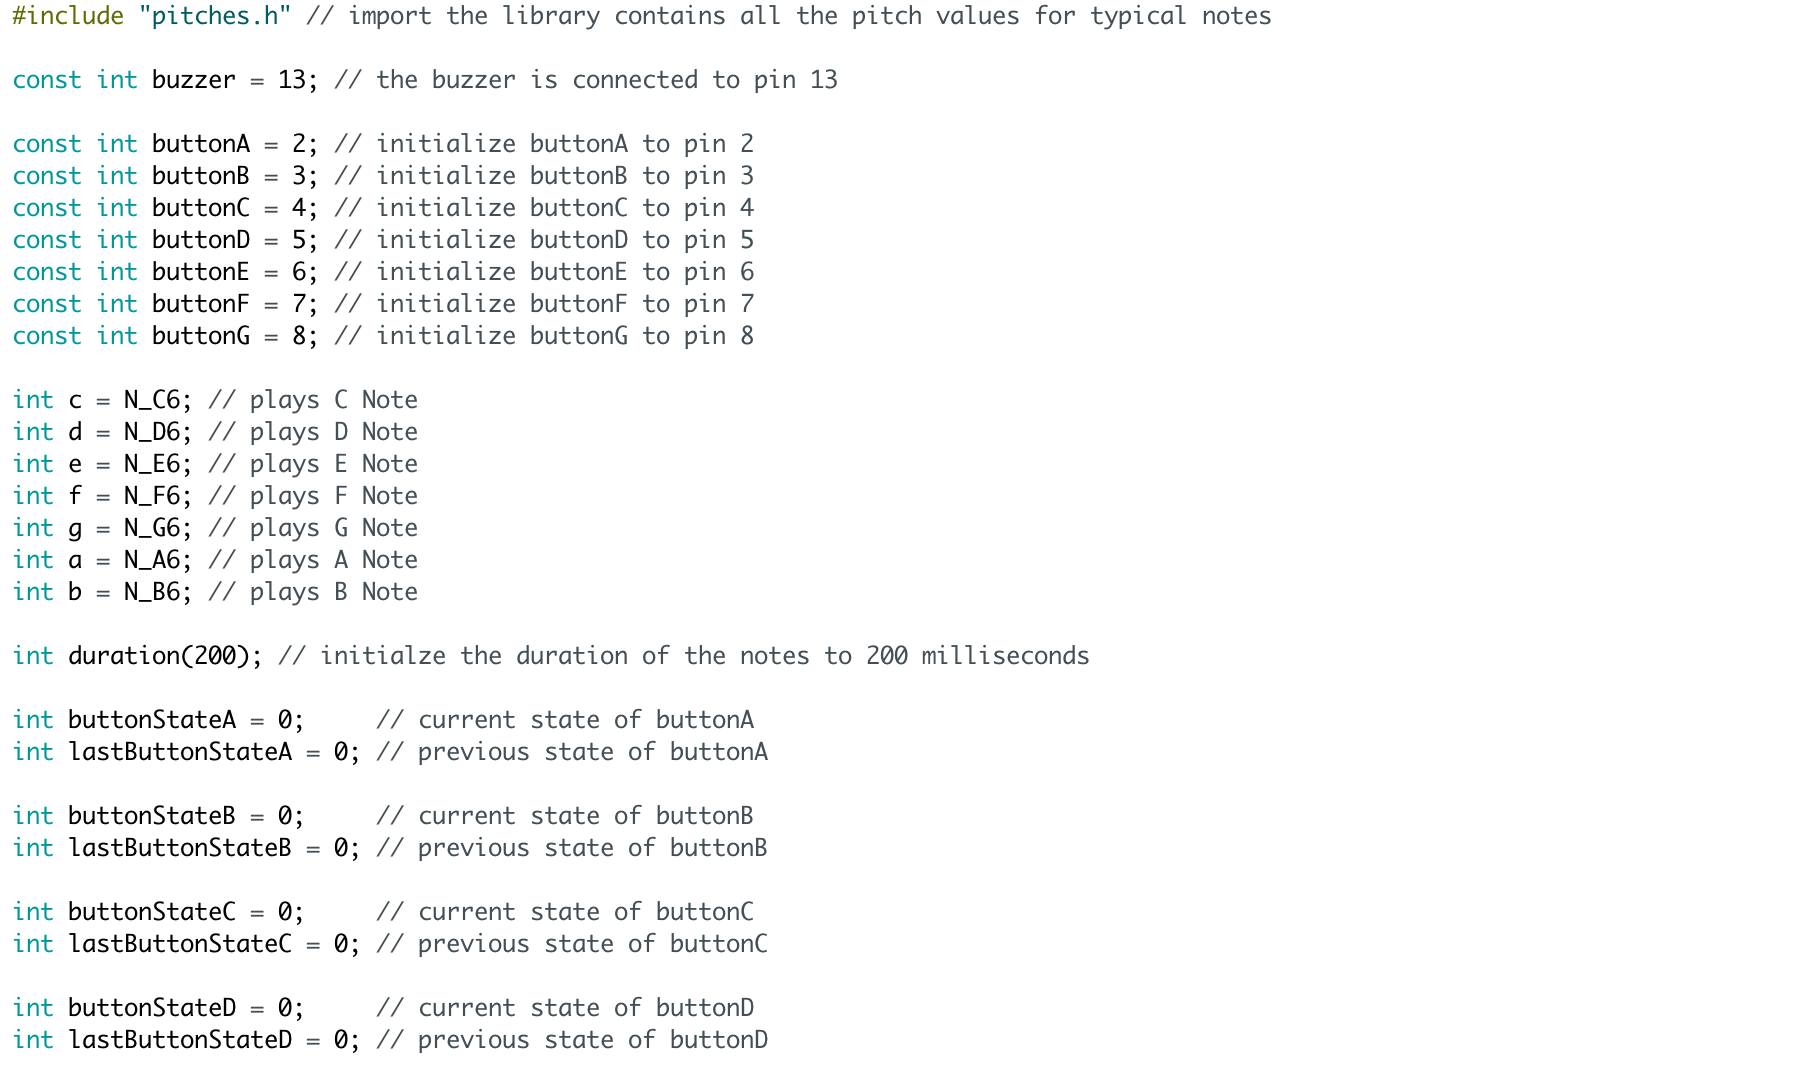 #include "pitches.h" // import the library contains all the pitch values for typical notes
const int buzzer = 13; // the buzzer is connected to pin 13
const int buttonA = 2; // initialize buttonA to pin 2
const int buttonB = 3; // initialize buttonB to pin 3
const int buttonC = 4; // initialize buttonC to pin 4
const int buttonD = 5; // initialize buttonD to pin 5
const int buttonE = 6; // initialize buttonE to pin 6
const int buttonF = 7; // initialize buttonF to pin 7
const int buttonG = 8; // initialize buttonG to pin 8
int c = N_C6; // plays C Note
int d = N_D6; // plays D Note
int e = N_E6; // plays E Note
int f = N_F6; // plays F Note
int g = N_G6; // plays G Note
int a = N_A6; // plays A Note
int b = N_B6; // plays B Note
int duration(200); // initialze the duration of the notes to 200 milliseconds
int buttonStateA = 0;     // current state of buttonA
int lastButtonStateA = 0; // previous state of buttonA
int buttonStateB = 0;     // current state of buttonB
int lastButtonStateB = 0; // previous state of buttonB
int buttonStateC = 0;     // current state of buttonC
int lastButtonStateC = 0; // previous state of buttonC
int buttonStateD = 0;     // current state of buttonD
int lastButtonStateD = 0; // previous state of buttonD